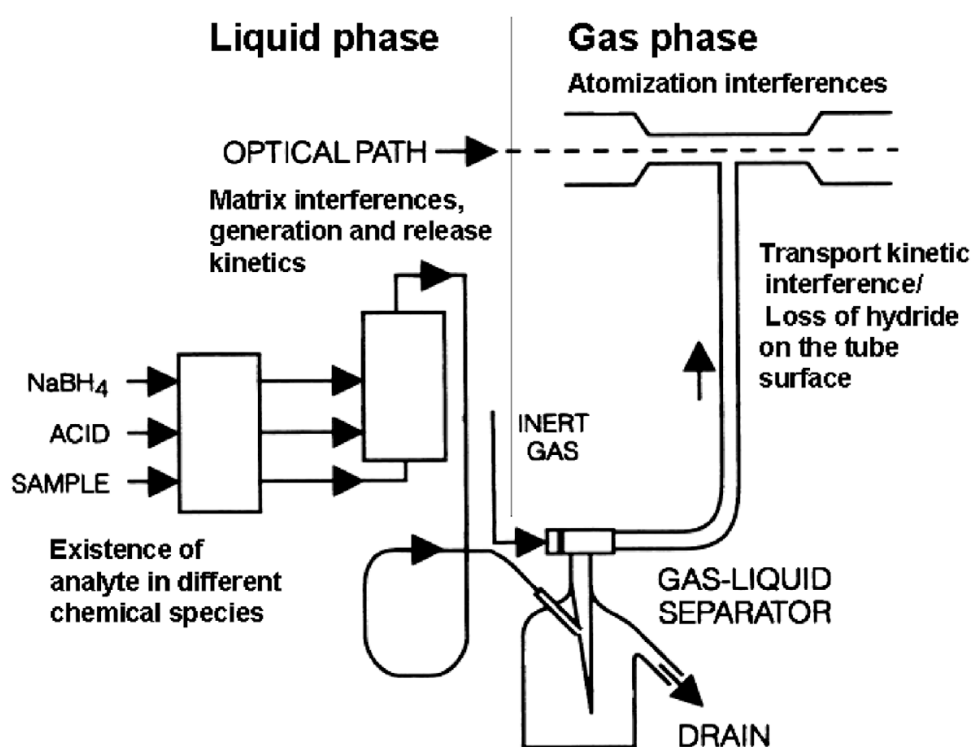 Liquid phase
Gas phase
Atomization interferences
OPTICAL PATH
Matrix interferences,
generation and release
kinetics
Transport kinetic
interference/
Loss of hydride
on the tube
surface
NaBH4
ACID
SAMPLE
INERT
GAS
Existence of
analyte in different
chemical species
GAS-LIQUID
SEPARATOR
DRAIN